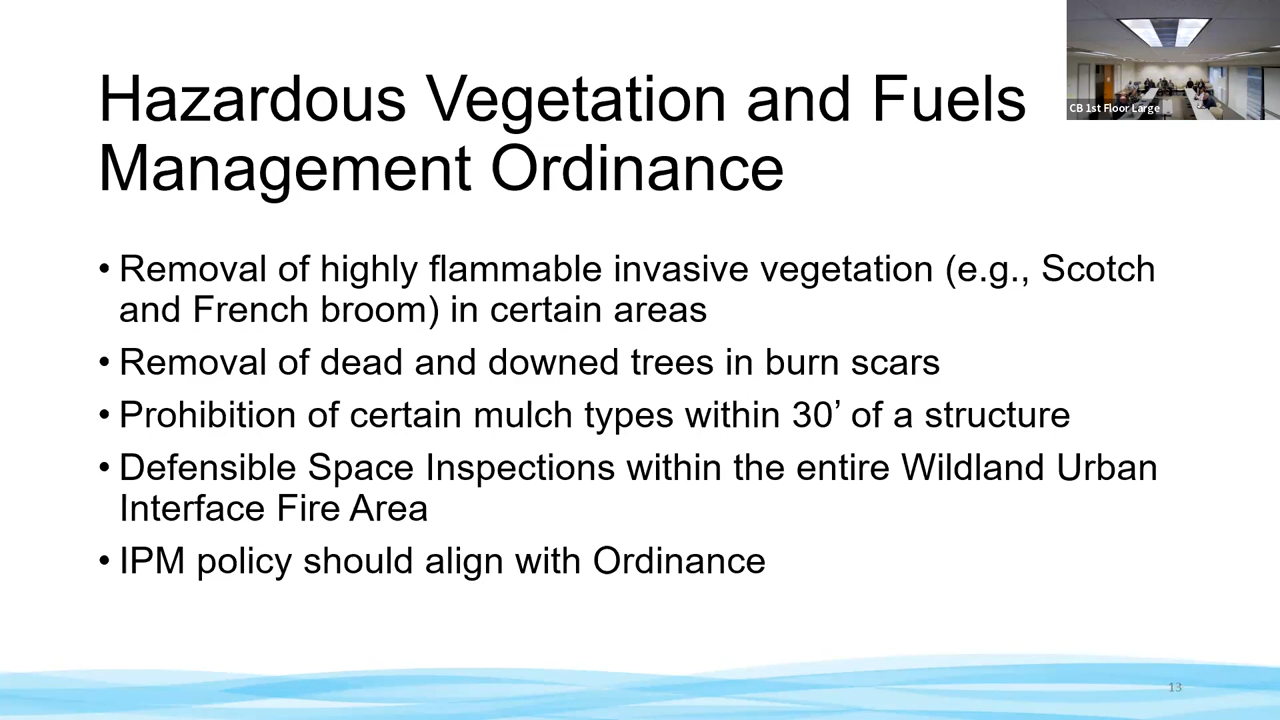 CB 1st Floor Large
Hazardous Vegetation and Fuels
Management Ordinance
• Removal of highly flammable invasive vegetation (e.g., Scotch
and French broom) in certain areas
• Removal of dead and downed trees in burn scars
• Prohibition of certain mulch types within 30’ of a structure
• Defensible Space Inspections within the entire Wildland Urban
Interface Fire Area
• IPM policy should align with Ordinance
13